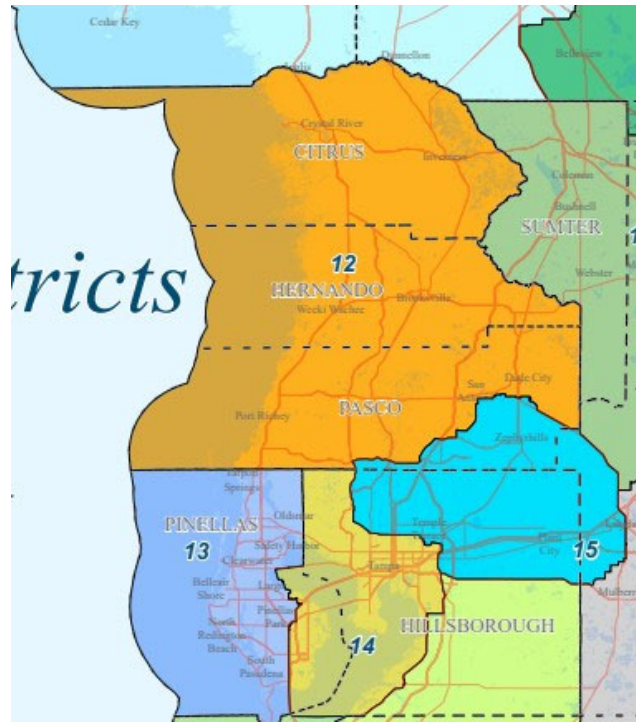 Cedar Key
Dunnellon
Belleview
Crystal River
CITRUS
Inverness
Coleman
Bushnell
SUMTER
12
tricts
HERNANDO
Webster
Brooksville
Weeki Wachee
Dade City
San
PASCO
Port Richey
Zephyrhills
Tarpon
Springs
Oldsmar
PINELLAS
13
Safety Harbor
Temple
Plant
City
15
Clearwater
Tampa
Belleair
Shore
Largo
Mulberry
Pinellas
Park
North
Redington
Beach
HILLSBOROUGH
14
South
Pasadena